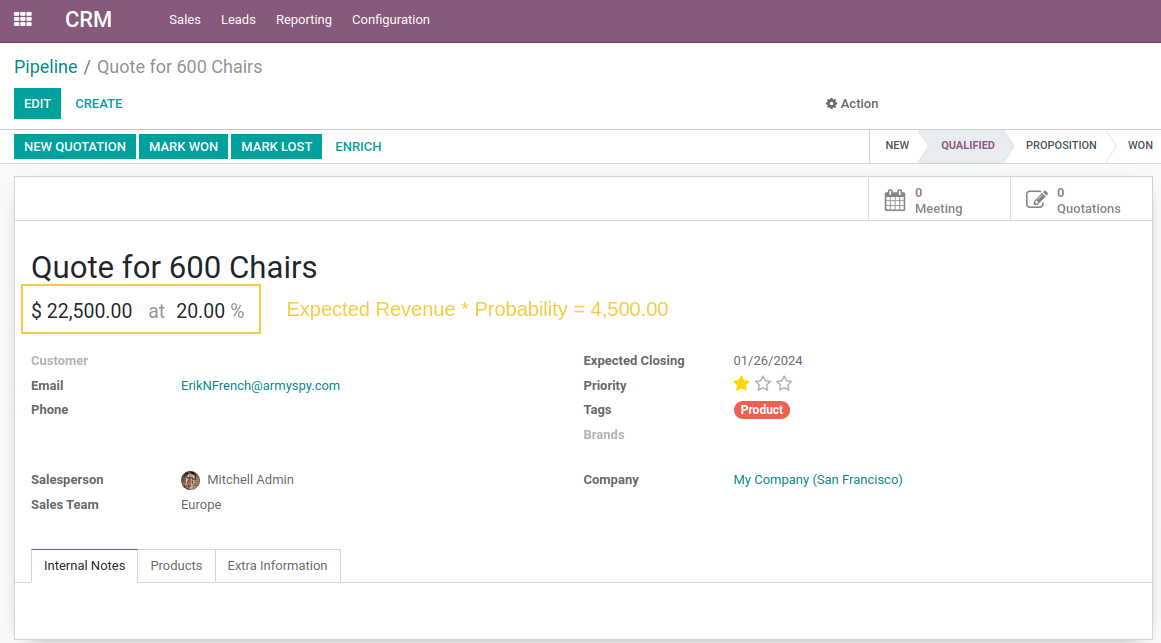 CRM Sales Leads Reporting Configuration
Pipeline / Quote for 600 Chairs
EDIT CREATE Action
NEW QUOTATION MARK WON MARK LOST ENRICH NEW QUALIFIED PROPOSITION WON
0 Meeting
0 Quotations
Quote for 600 Chairs
$ 22,500.00 at 20.00 % Expected Revenue * Probability = 4,500.00
Customer Expected Closing 01/26/2024
Email ErikNFrench@armyspy.com Priority
Phone Tags Product
Brands
Salesperson Mitchell Admin Company My Company (San Francisco)
Sales Team Europe
Internal Notes Products Extra Information